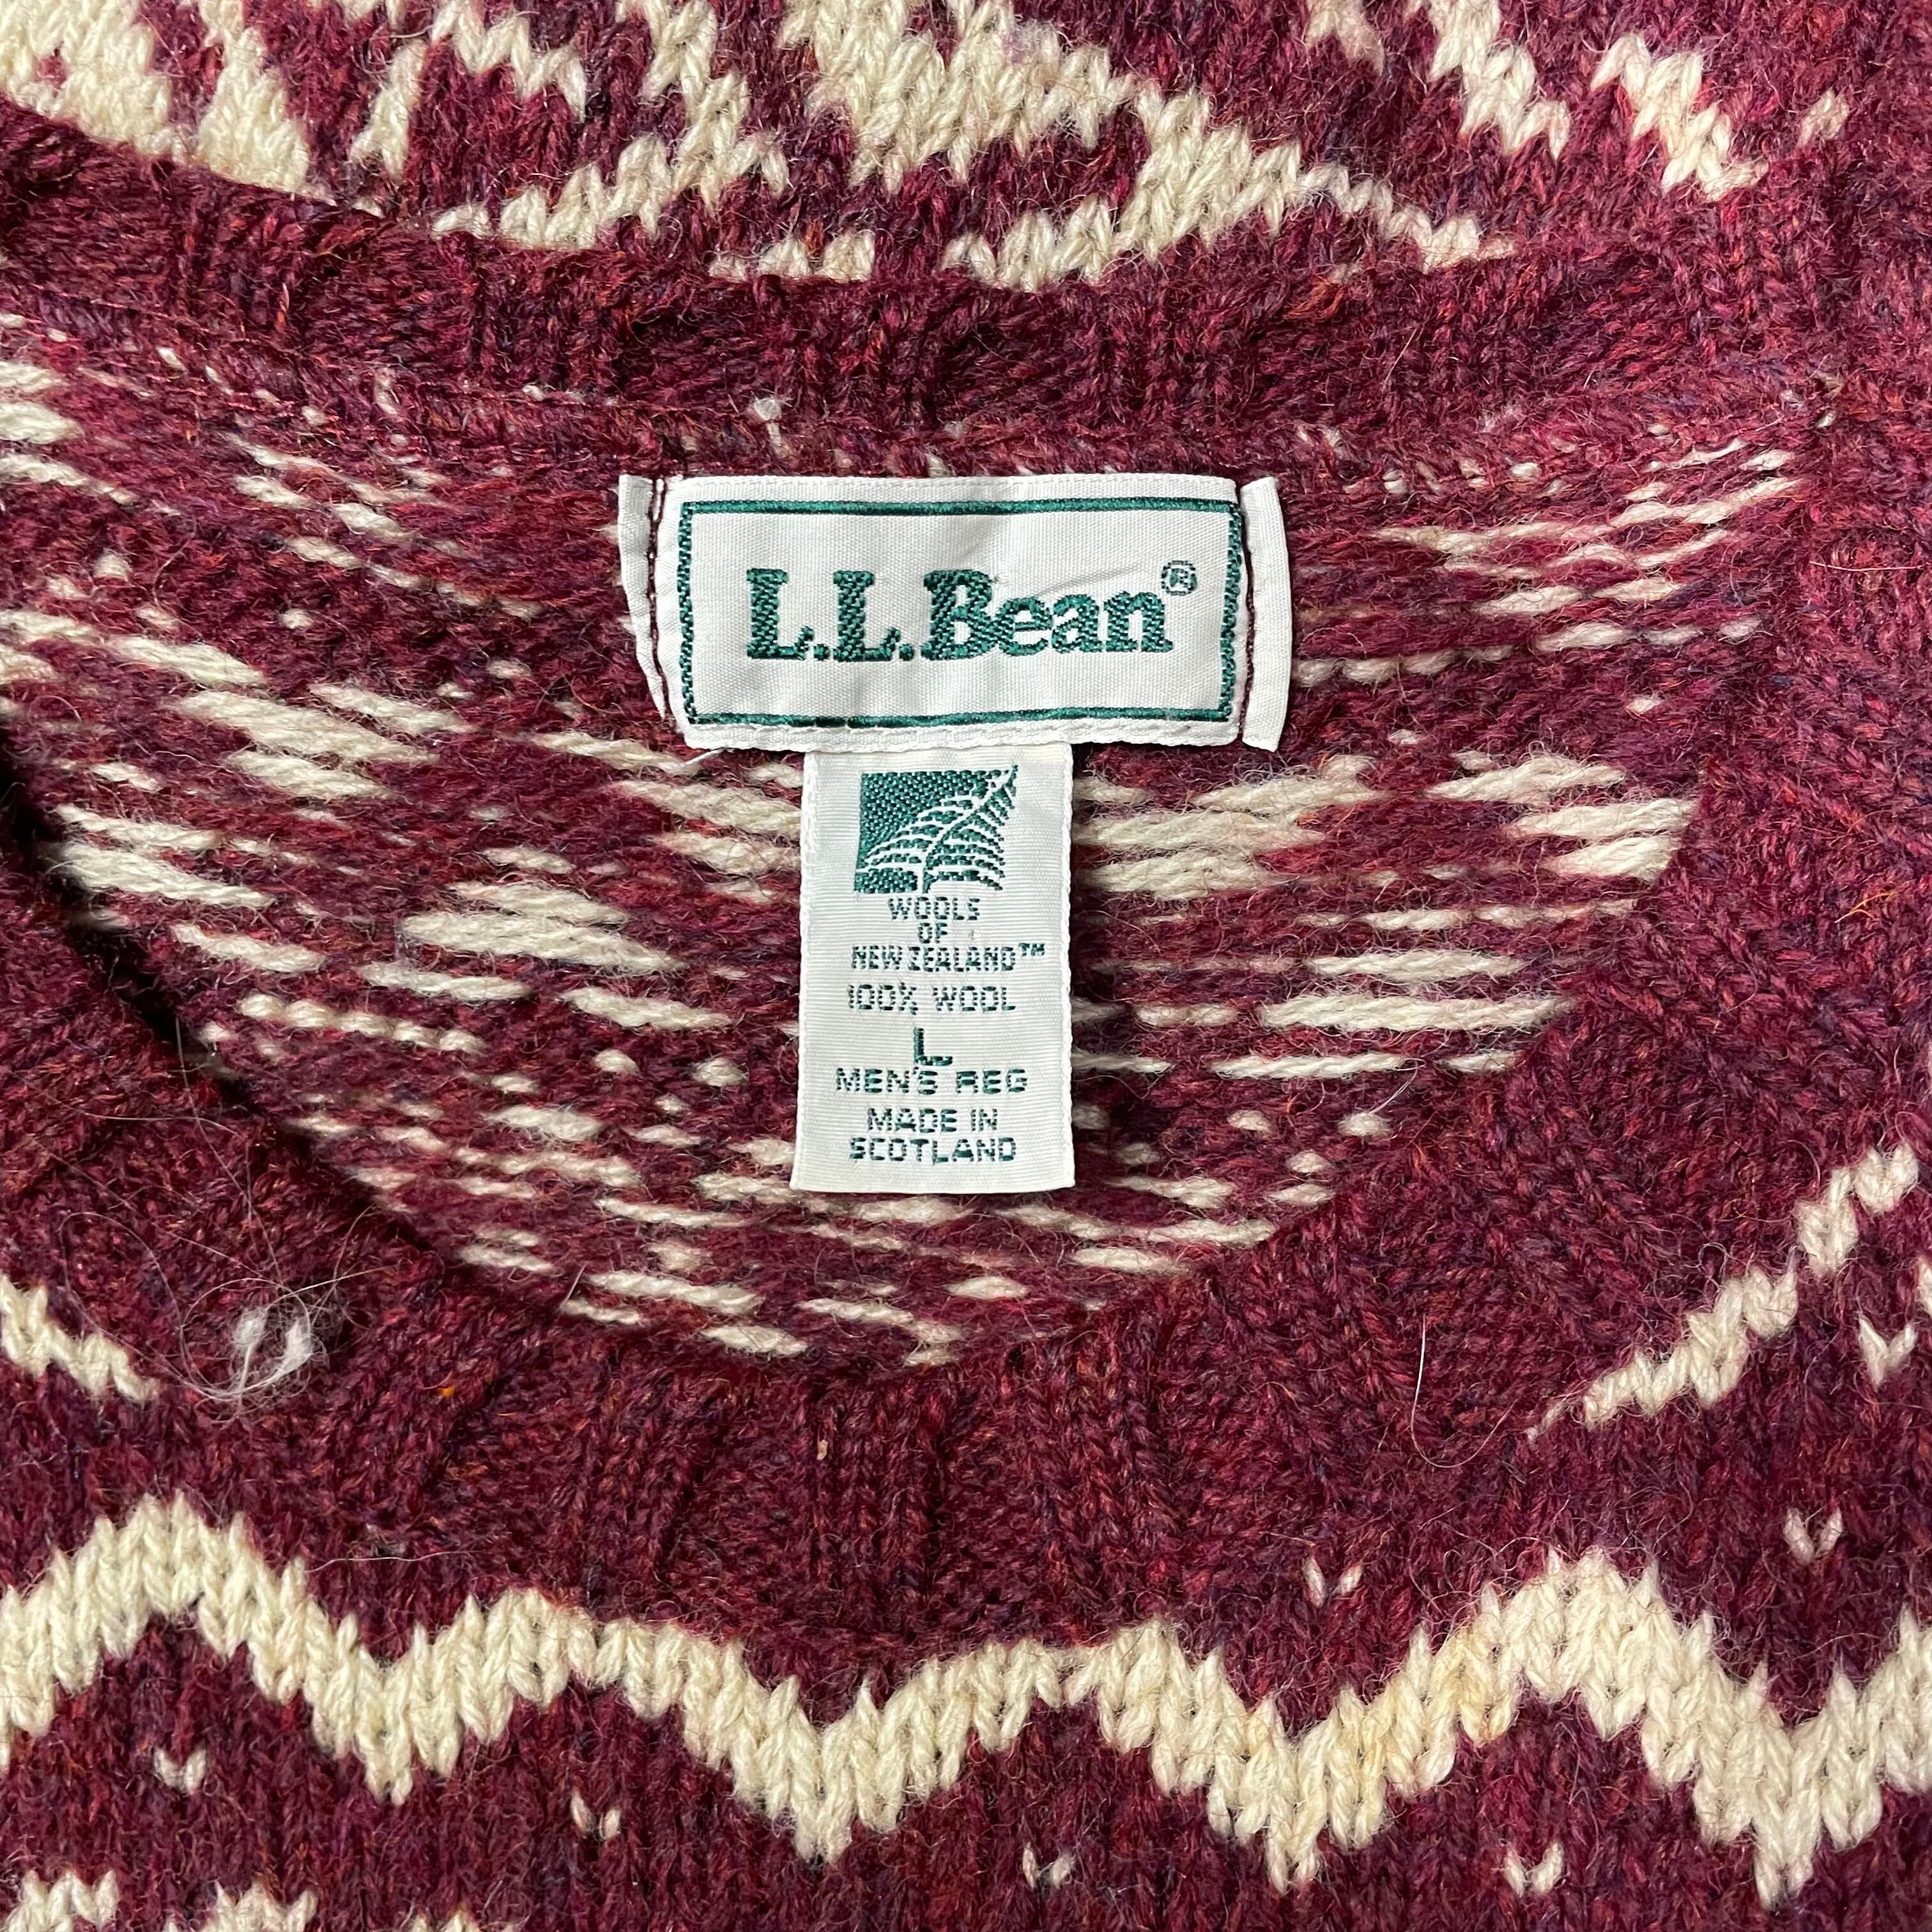 L.L.Bean®
WOOLS
OF
NEW ZEALAND™
100% WOOL
L
MEN'S REG
MADE IN
SCOTLAND